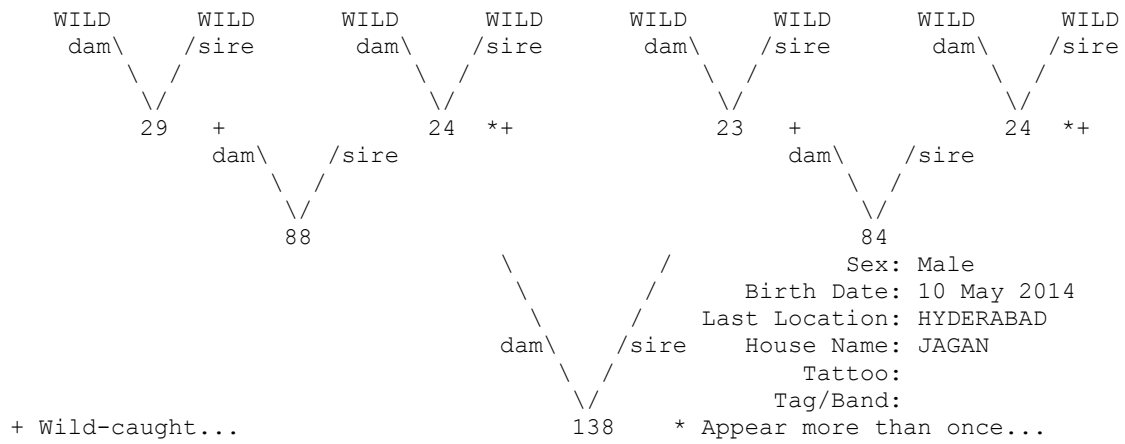 WILD WILD WILD WILD WILD WILD WILD WILD
dam\ /sire dam\ /sire dam\ /sire dam\ /sire
\ / \ / \ / \ /
\/ \/ \/ \/
29 + 24 *+ 23 + 24 *+
dam\ /sire dam\ /sire
\ / \ /
\/ \/
88 84
\ / Sex: Male
\ / Birth Date: 10 May 2014
\ / Last Location: HYDERABAD
dam\ /sire House Name: JAGAN
\ / Tattoo:
\/ Tag/Band:
+ Wild-caught... 138 * Appear more than once...